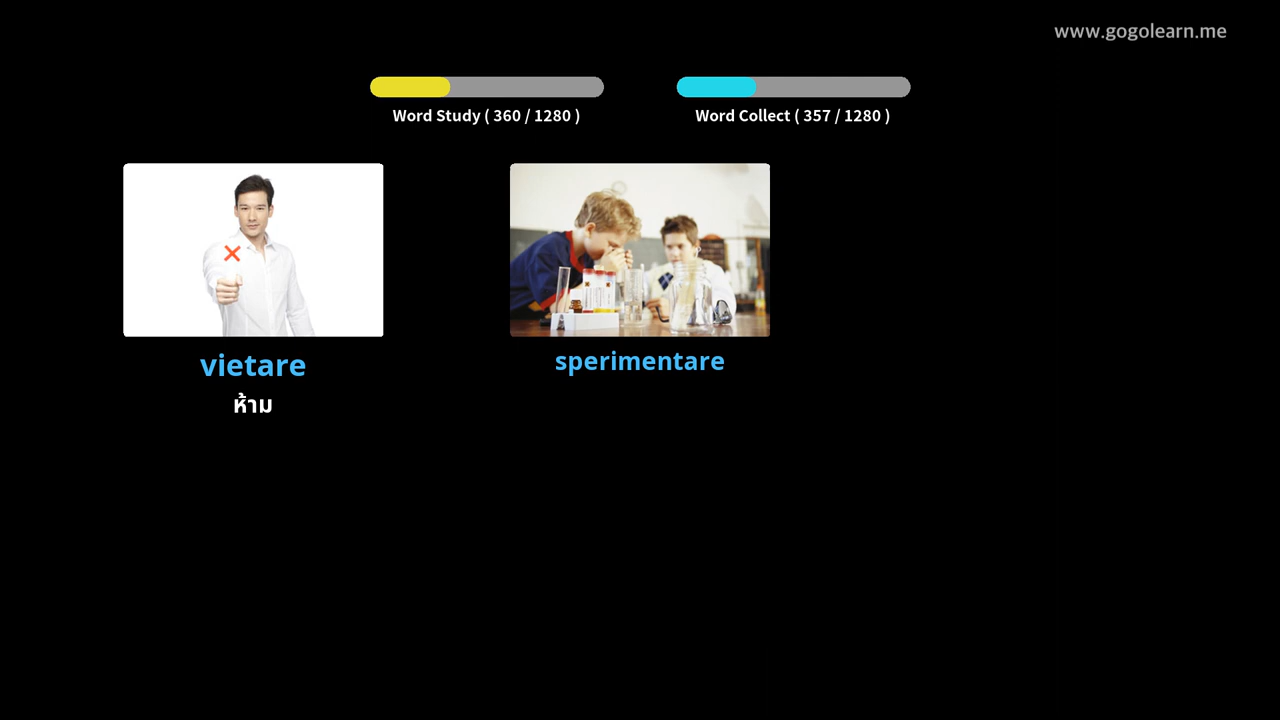 www.gogolearn.me
Word Study ( 360 / 1280 )
Word Collect ( 357 / 1280 )
vietare
ห้าม
sperimentare